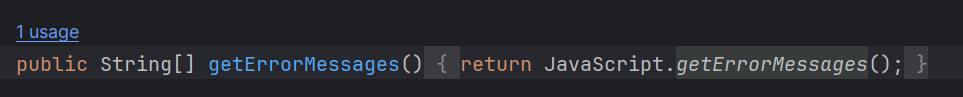 1 usage
public String[] getErrorMessages() { return JavaScript.getErrorMessages(); }